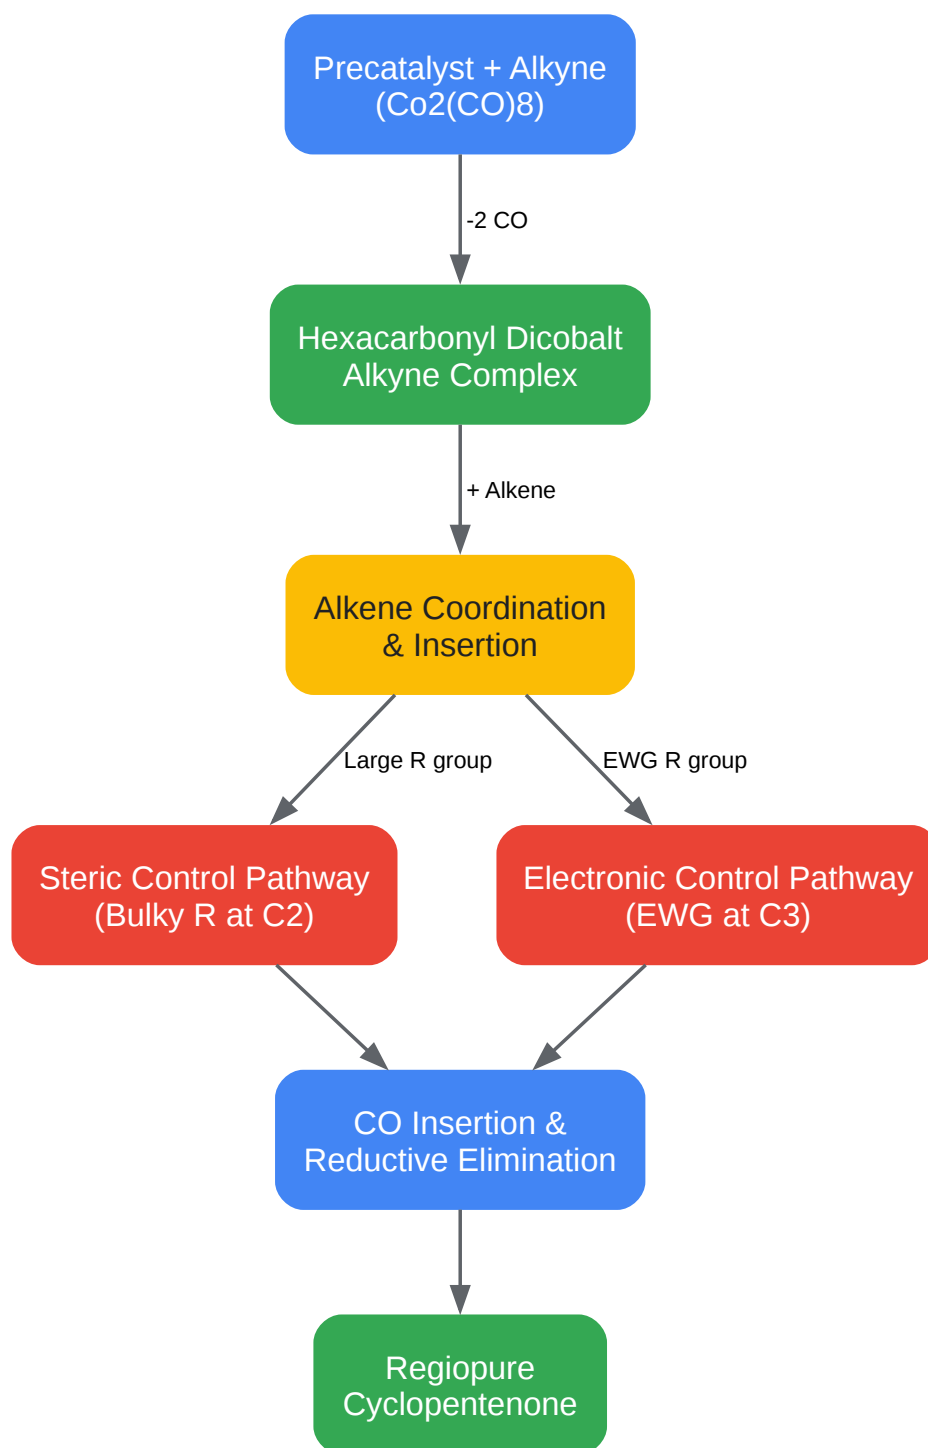 Precatalyst + Alkyne
(Co2(CO)8)
-2 CO
Hexacarbonyl Dicobalt
Alkyne Complex
+ Alkene
Alkene Coordination
& Insertion
Large R group
EWG R group
Steric Control Pathway
(Bulky R at C2)
Electronic Control Pathway
(EWG at C3)
CO Insertion &
Reductive Elimination
Regiopure
Cyclopentenone